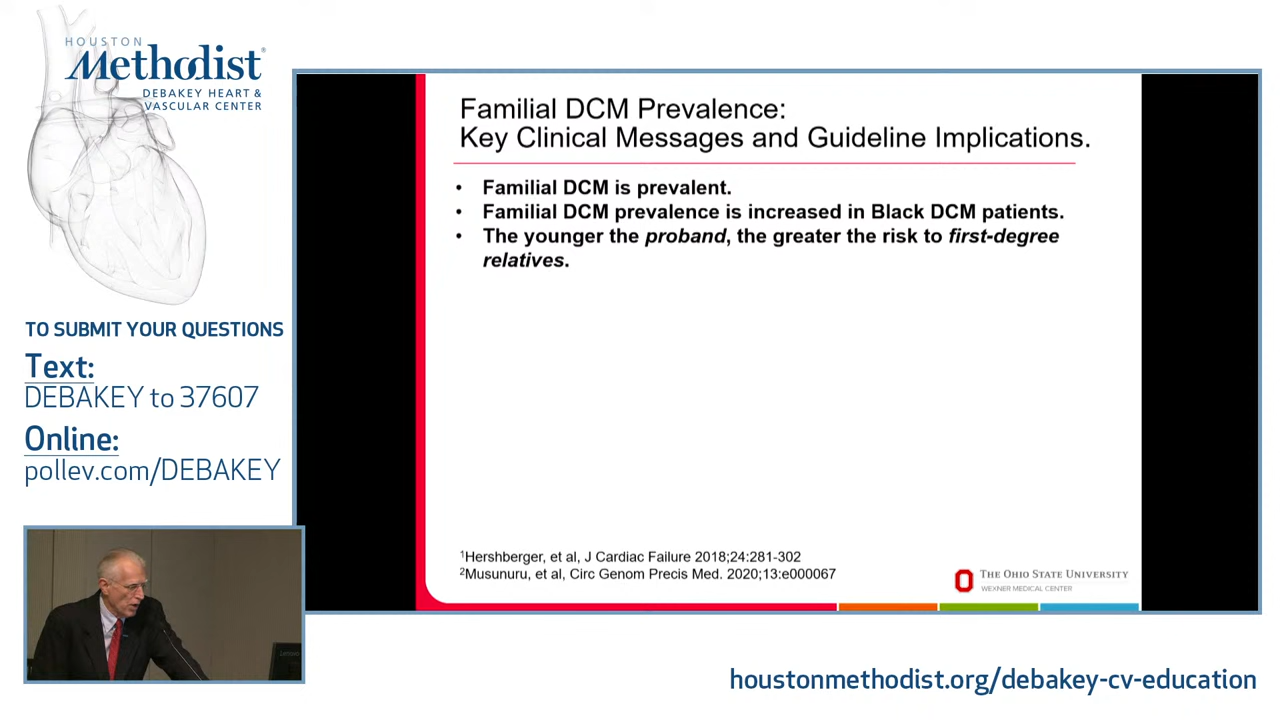 HOUSTON
Methodist®
DEBAKEY HEART &
VASCULAR CENTER
TO SUBMIT YOUR QUESTIONS
Text:
DEBAKEY to 37607
Online:
pollev.com/DEBAKEY
Familial DCM Prevalence:
Key Clinical Messages and Guideline Implications.
• Familial DCM is prevalent.
• Familial DCM prevalence is increased in Black DCM patients.
• The younger the proband, the greater the risk to first-degree
relatives.
¹Hershberger, et al, J Cardiac Failure 2018;24:281-302
²Musunuru, et al, Circ Genom Precis Med. 2020;13:e000067
THE OHIO STATE UNIVERSITY
WEXNER MEDICAL CENTER
houstonmethodist.org/debakey-cv-education